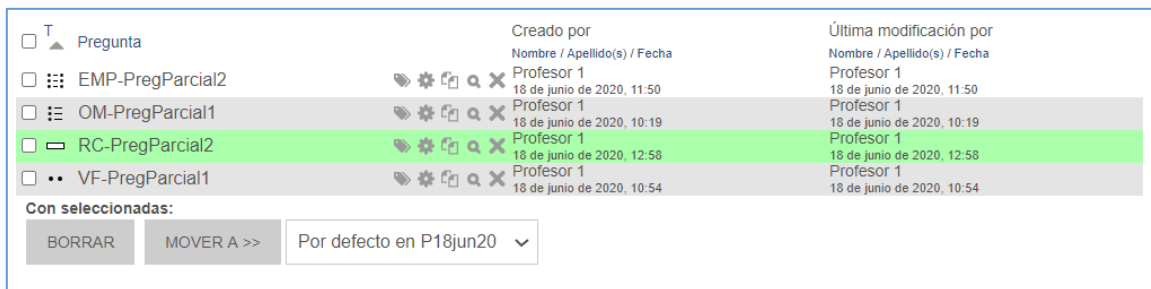 T Pregunta Creado por Última modificación por
Nombre / Apellido(s) / Fecha Nombre / Apellido(s) / Fecha
EMP-PregParcial2 Profesor 1 Profesor 1
18 de junio de 2020, 11:50 18 de junio de 2020, 11:50
OM-PregParcial1 Profesor 1 Profesor 1
18 de junio de 2020, 10:19 18 de junio de 2020, 10:19
RC-PregParcial2 Profesor 1 Profesor 1
18 de junio de 2020, 12:58 18 de junio de 2020, 12:58
VF-PregParcial1 Profesor 1 Profesor 1
18 de junio de 2020, 10:54 18 de junio de 2020, 10:54
Con seleccionadas:
BORRAR MOVER A >> Por defecto en P18jun20